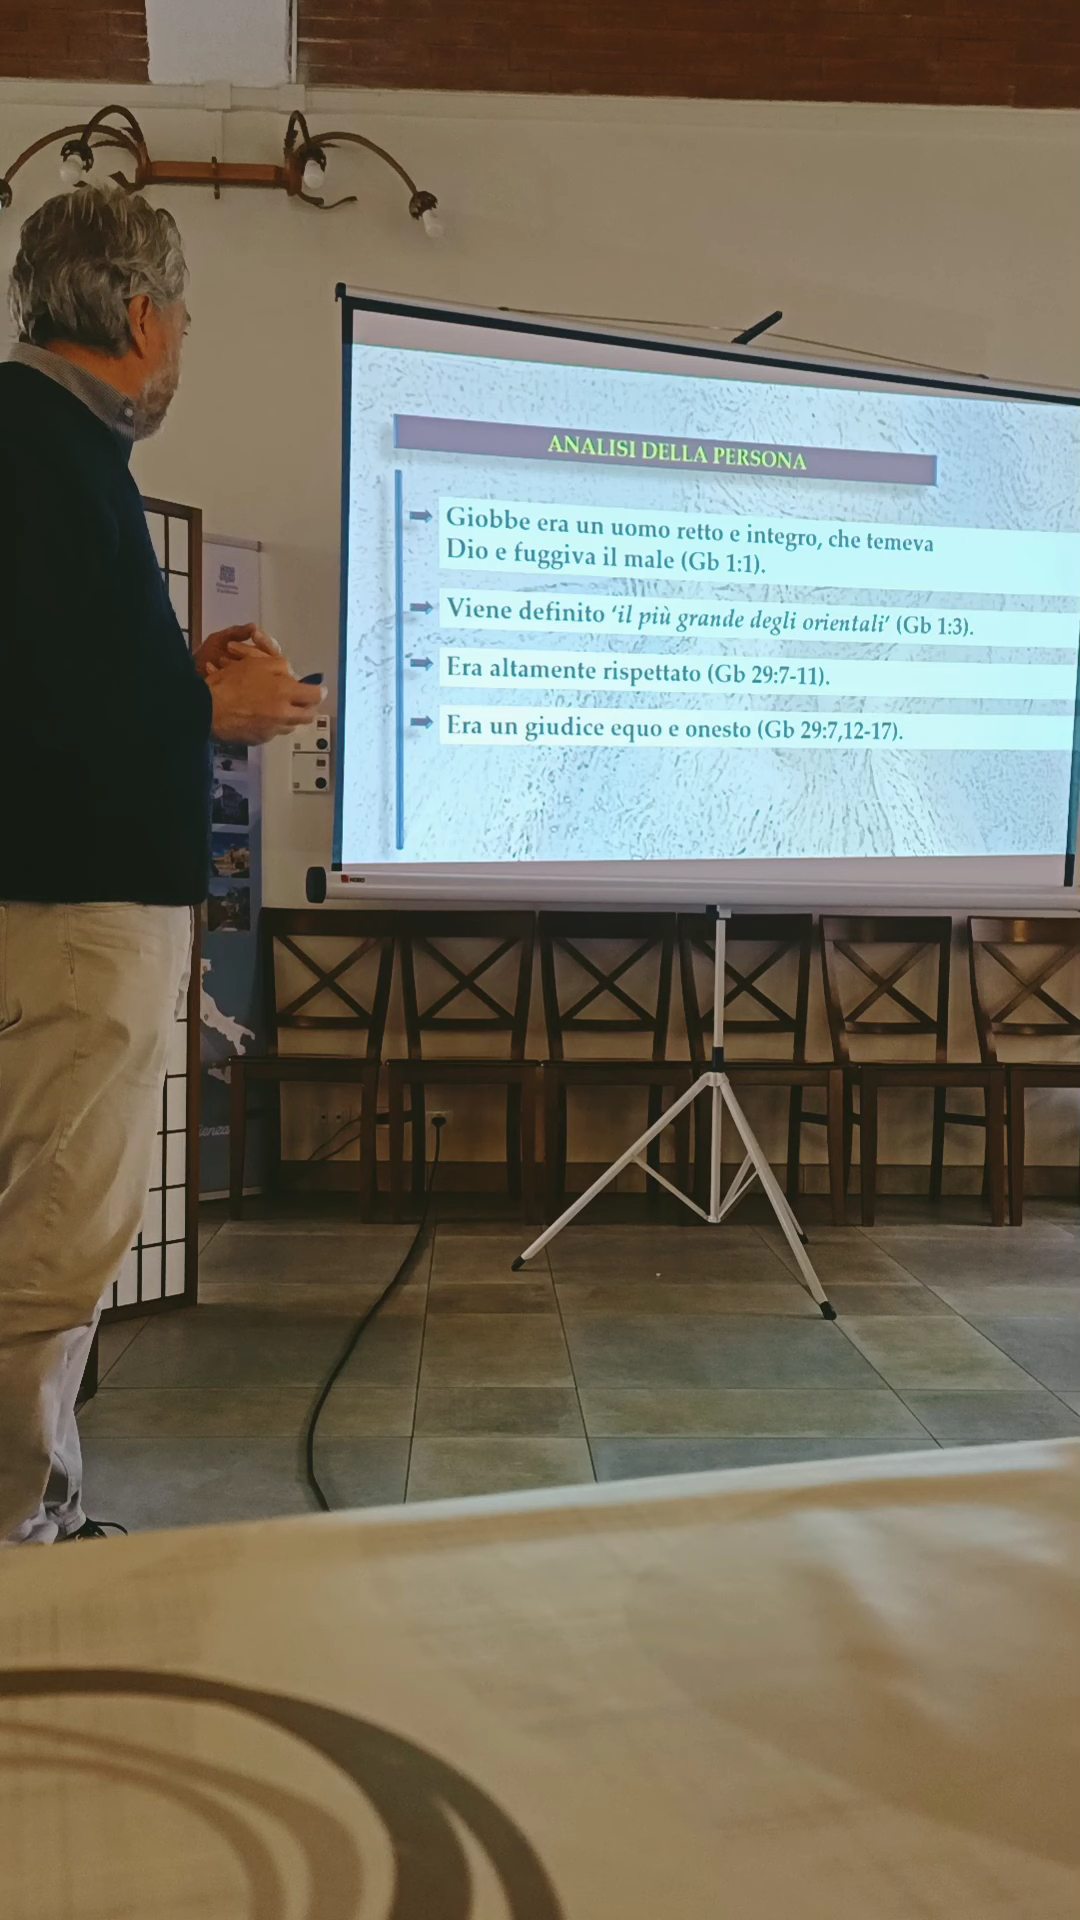 ANALISI DELLA PERSONA
Giobbe era un uomo retto e integro, che temeva
Dio e fuggiva il male (Gb 1:1).
Viene definito ‘il più grande degli orientali’ (Gb 1:3).
Era altamente rispettato (Gb 29:7-11).
Era un giudice equo e onesto (Gb 29:7,12-17).